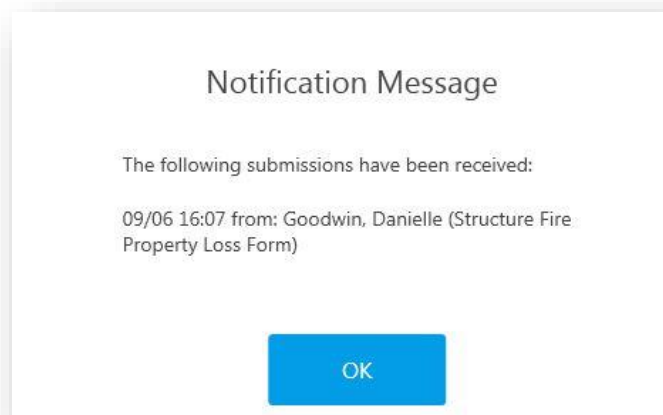 Notification Message
The following submissions have been received:
09/06 16:07 from: Goodwin, Danielle (Structure Fire
Property Loss Form)
OK